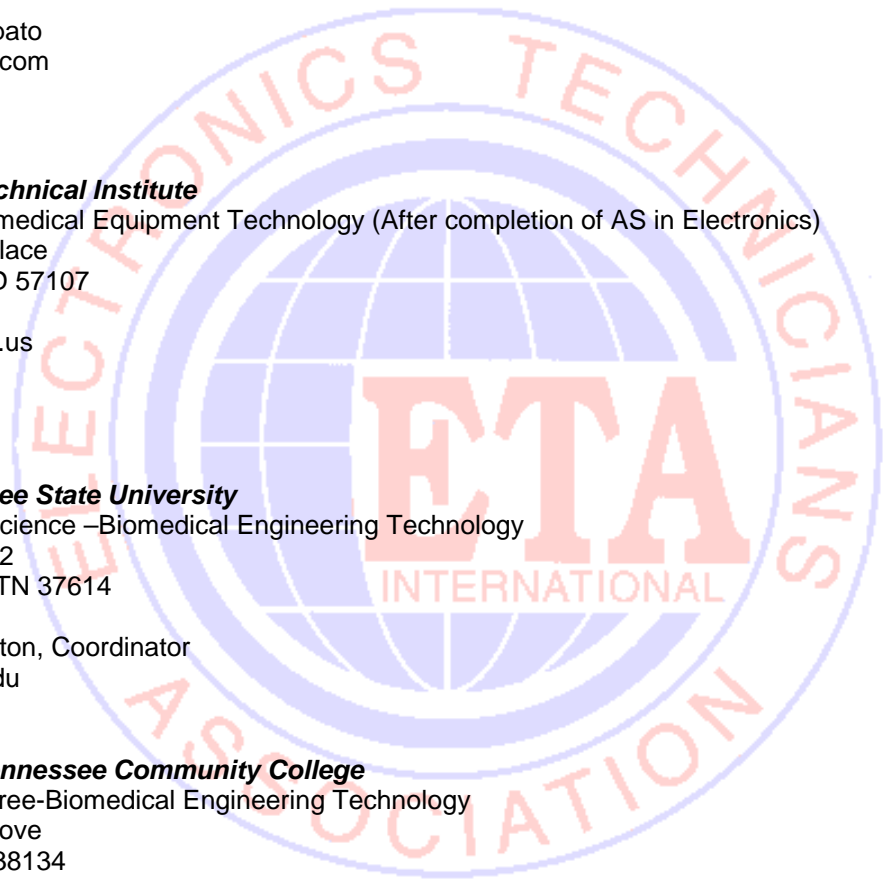 oato
com
chnical Institute
medical Equipment Technology (After completion of AS in Electronics)
lace
D 57107
.us
ee State University
cience –Biomedical Engineering Technology
2
TN 37614
ton, Coordinator
du
nnessee Community College
ree-Biomedical Engineering Technology
ove
38134
ELECTRONICS TECHNICIANS
ETA
INTERNATIONAL
ASSOCIATION